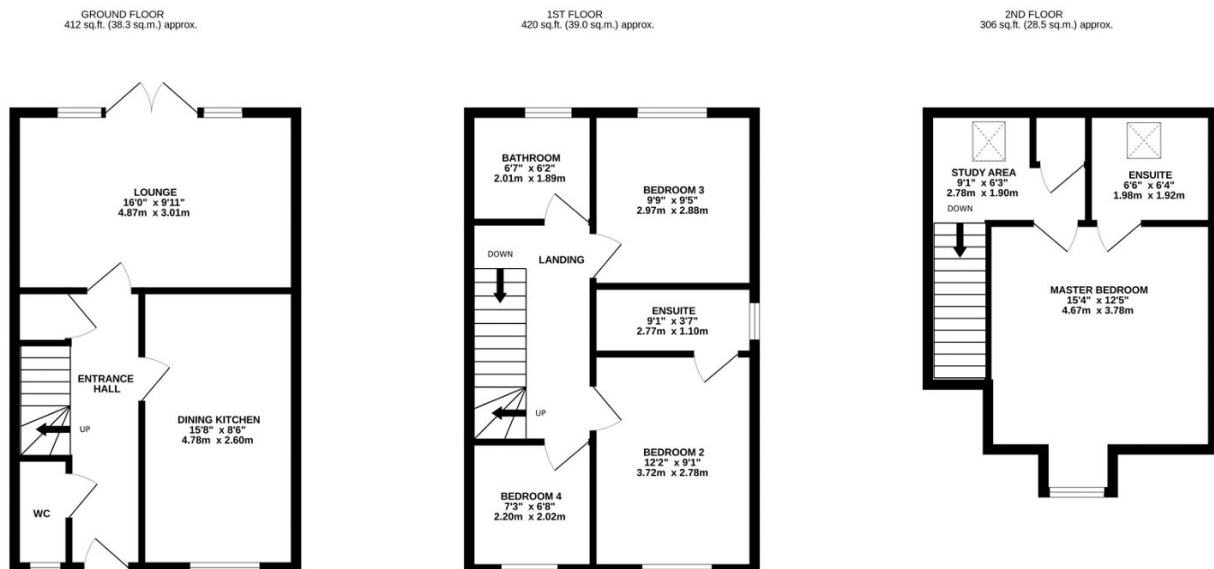 GROUND FLOOR
412 sq.ft. (38.3 sq.m.) approx.
LOUNGE
16'0" x 9'11"
4.87m x 3.01m
ENTRANCE
HALL
UP
DINING KITCHEN
15'8" x 8'6"
4.78m x 2.60m
WC
1ST FLOOR
420 sq.ft. (39.0 sq.m.) approx.
BATHROOM
6'7" x 6'2"
2.01m x 1.89m
BEDROOM 3
9'9" x 9'5"
2.97m x 2.88m
DOWN
LANDING
ENSUITE
9'1" x 3'7"
2.77m x 1.10m
UP
BEDROOM 2
12'2" x 9'1"
3.72m x 2.78m
BEDROOM 4
7'3" x 6'8"
2.20m x 2.02m
2ND FLOOR
306 sq.ft. (28.5 sq.m.) approx.
STUDY AREA
9'1" x 6'3"
2.78m x 1.90m
DOWN
ENSUITE
6'6" x 6'4"
1.98m x 1.92m
MASTER BEDROOM
15'4" x 12'5"
4.67m x 3.78m